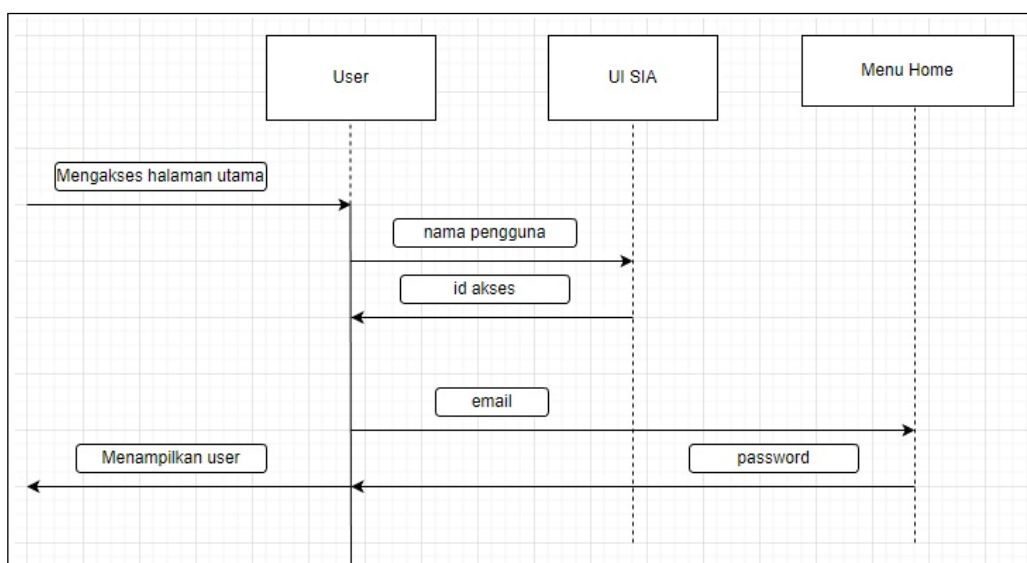 User
UI SIA
Menu Home
Mengakses halaman utama
nama pengguna
id akses
email
Menampilkan user
password